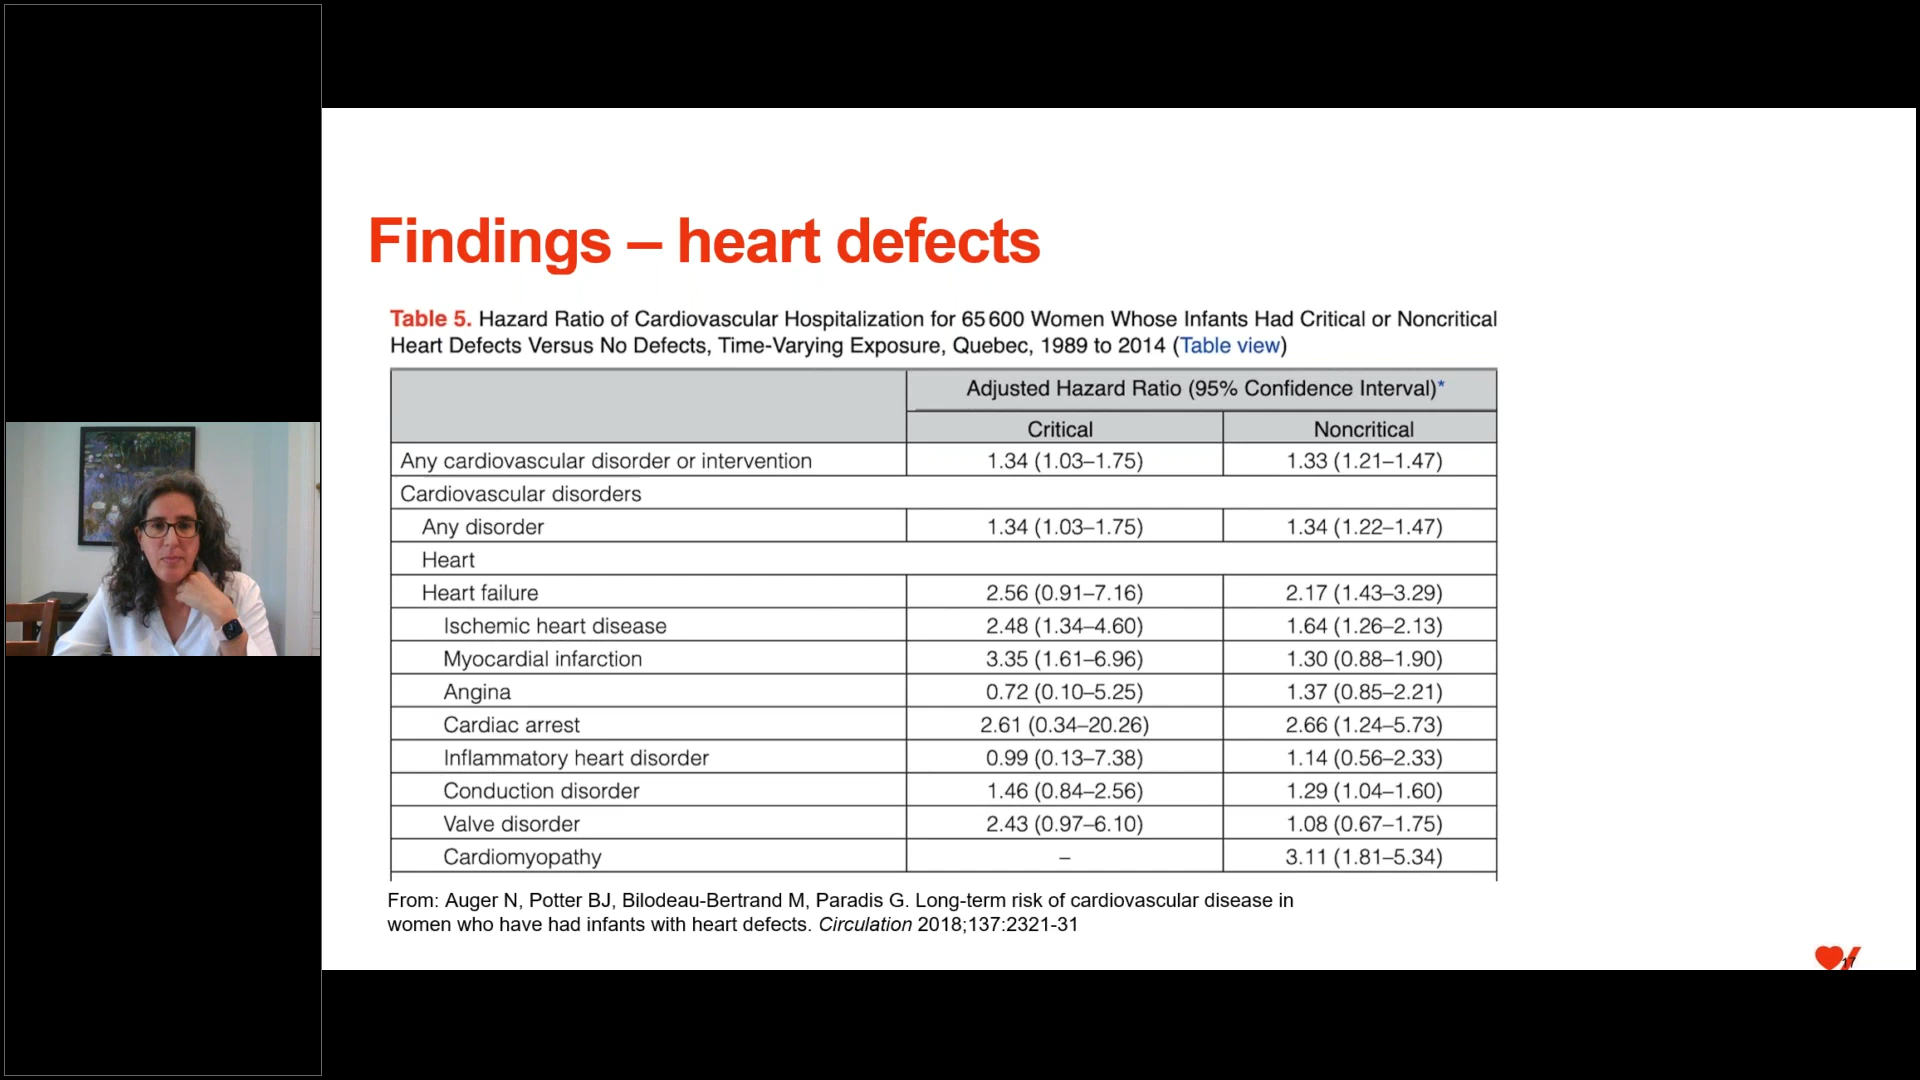 Findings – heart defects
Table 5. Hazard Ratio of Cardiovascular Hospitalization for 65 600 Women Whose Infants Had Critical or Noncritical
Heart Defects Versus No Defects, Time-Varying Exposure, Quebec, 1989 to 2014 (Table view)
Adjusted Hazard Ratio (95% Confidence Interval)*
Critical Noncritical
Any cardiovascular disorder or intervention 1.34 (1.03–1.75) 1.33 (1.21–1.47)
Cardiovascular disorders
Any disorder 1.34 (1.03–1.75) 1.34 (1.22–1.47)
Heart
Heart failure 2.56 (0.91–7.16) 2.17 (1.43–3.29)
Ischemic heart disease 2.48 (1.34–4.60) 1.64 (1.26–2.13)
Myocardial infarction 3.35 (1.61–6.96) 1.30 (0.88–1.90)
Angina 0.72 (0.10–5.25) 1.37 (0.85–2.21)
Cardiac arrest 2.61 (0.34–20.26) 2.66 (1.24–5.73)
Inflammatory heart disorder 0.99 (0.13–7.38) 1.14 (0.56–2.33)
Conduction disorder 1.46 (0.84–2.56) 1.29 (1.04–1.60)
Valve disorder 2.43 (0.97–6.10) 1.08 (0.67–1.75)
Cardiomyopathy – 3.11 (1.81–5.34)
From: Auger N, Potter BJ, Bilodeau-Bertrand M, Paradis G. Long-term risk of cardiovascular disease in
women who have had infants with heart defects. Circulation 2018;137:2321-31
17